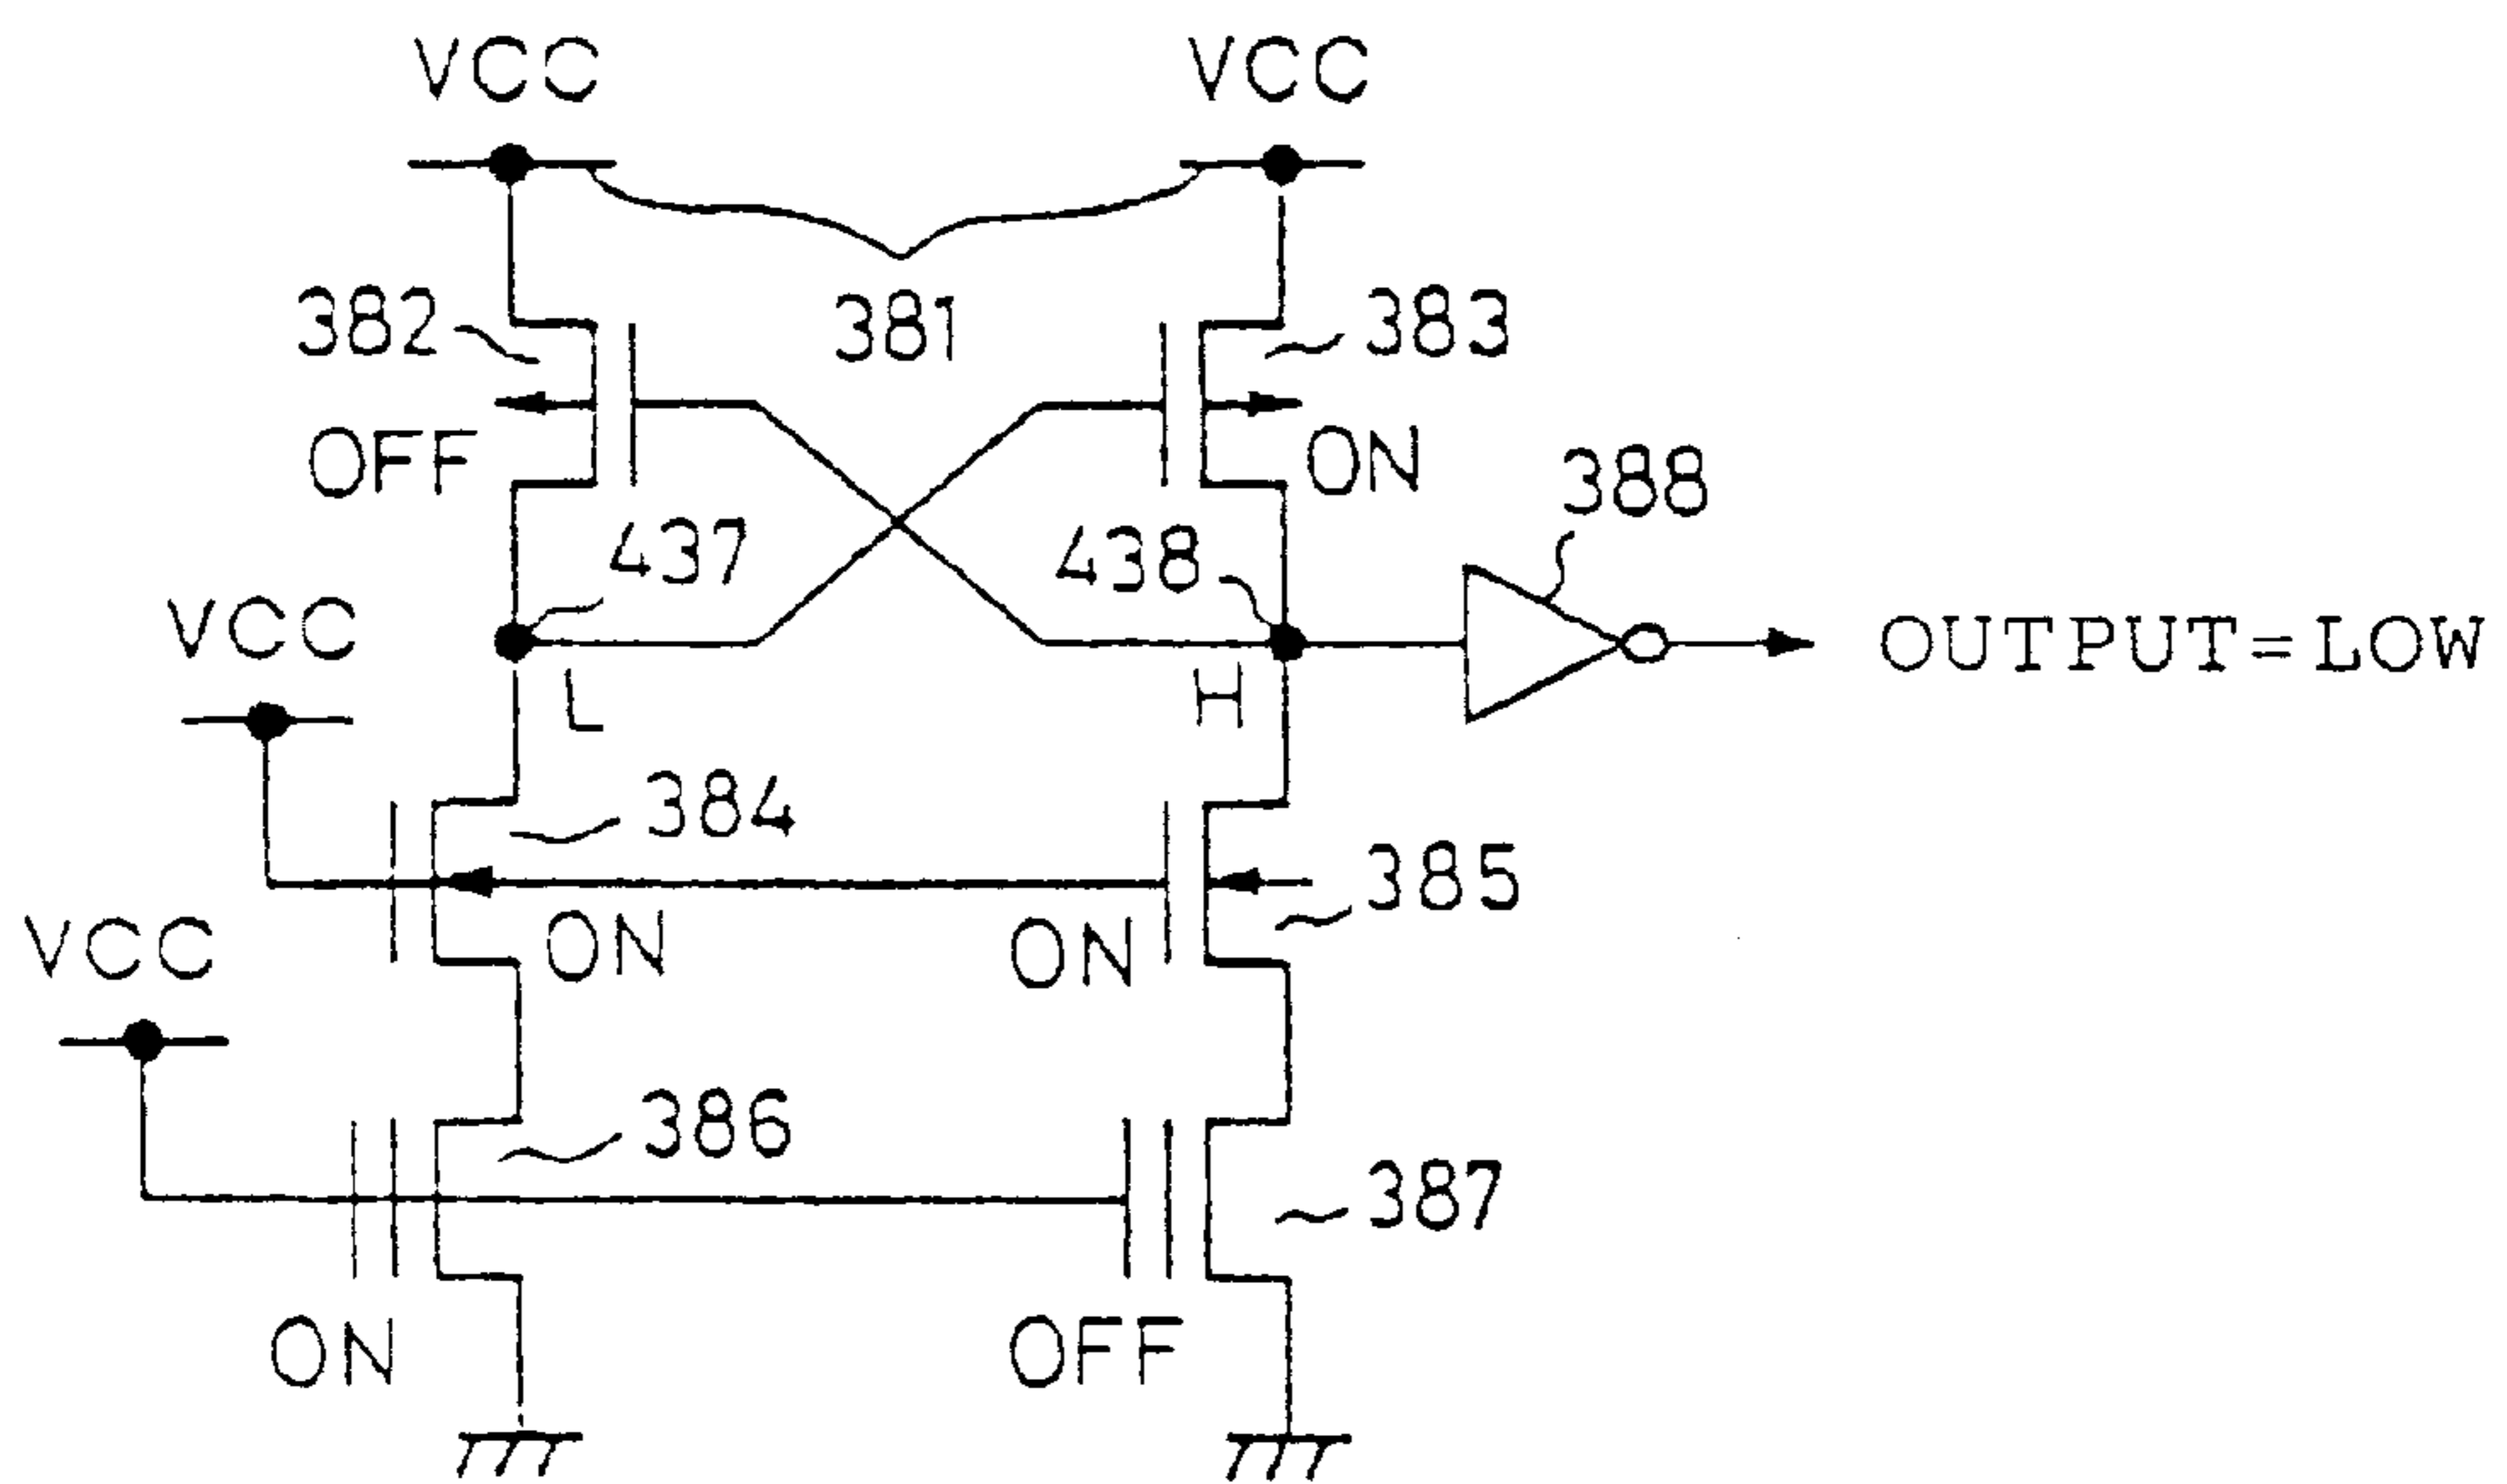 VCC VCC
382 381 383
OFF ON
437 438 388
VCC
OUTPUT=LOW
L H
384
385
VCC ON ON
386
387
ON OFF